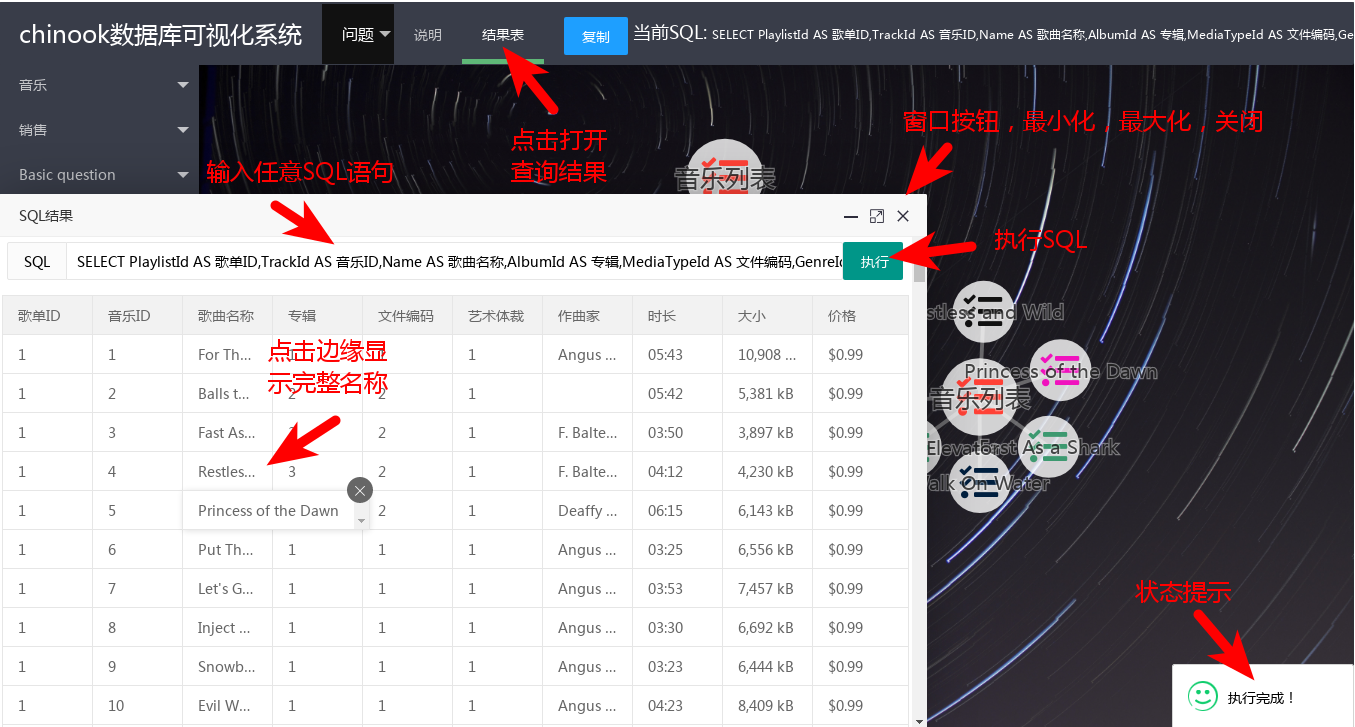 chinook数据库可视化系统
问题
说明
结果表
复制
当前SQL: SELECT PlaylistId AS 歌单ID,TrackId AS 音乐ID,Name AS 歌曲名称,AlbumId AS 专辑,MediaTypeId AS 文件编码,Ge
音乐
销售
Basic question
输入任意SQL语句
点击打开
查询结果
窗口按钮，最小化，最大化，关闭
音乐列表
SQL结果
SQL
SELECT PlaylistId AS 歌单ID,TrackId AS 音乐ID,Name AS 歌曲名称,AlbumId AS 专辑,MediaTypeId AS 文件编码,GenreId
执行
执行SQL
歌单ID 音乐ID 歌曲名称 专辑 文件编码 艺术体裁 作曲家 时长 大小 价格
1 1 For Th... 1 1 Angus ... 05:43 10,908 ... $0.99
点击边缘显
示完整名称
1 2 Balls t... 2 2 1 05:42 5,381 kB $0.99
1 3 Fast As... 3 2 1 F. Balte... 03:50 3,897 kB $0.99
1 4 Restles... 3 2 1 F. Balte... 04:12 4,230 kB $0.99
1 5 Princess of the Dawn 2 1 Deaffy ... 06:15 6,143 kB $0.99
1 6 Put Th... 1 1 1 Angus ... 03:25 6,556 kB $0.99
1 7 Let's G... 1 1 1 Angus ... 03:53 7,457 kB $0.99
1 8 Inject ... 1 1 1 Angus ... 03:30 6,692 kB $0.99
1 9 Snowb... 1 1 1 Angus ... 03:23 6,444 kB $0.99
1 10 Evil W... 1 1 1 Angus ... 04:23 8,409 kB $0.99
stless and Wild
Princess of the Dawn
音乐列表
Elevator
Fast As a Shark
alk On Water
状态提示
执行完成！